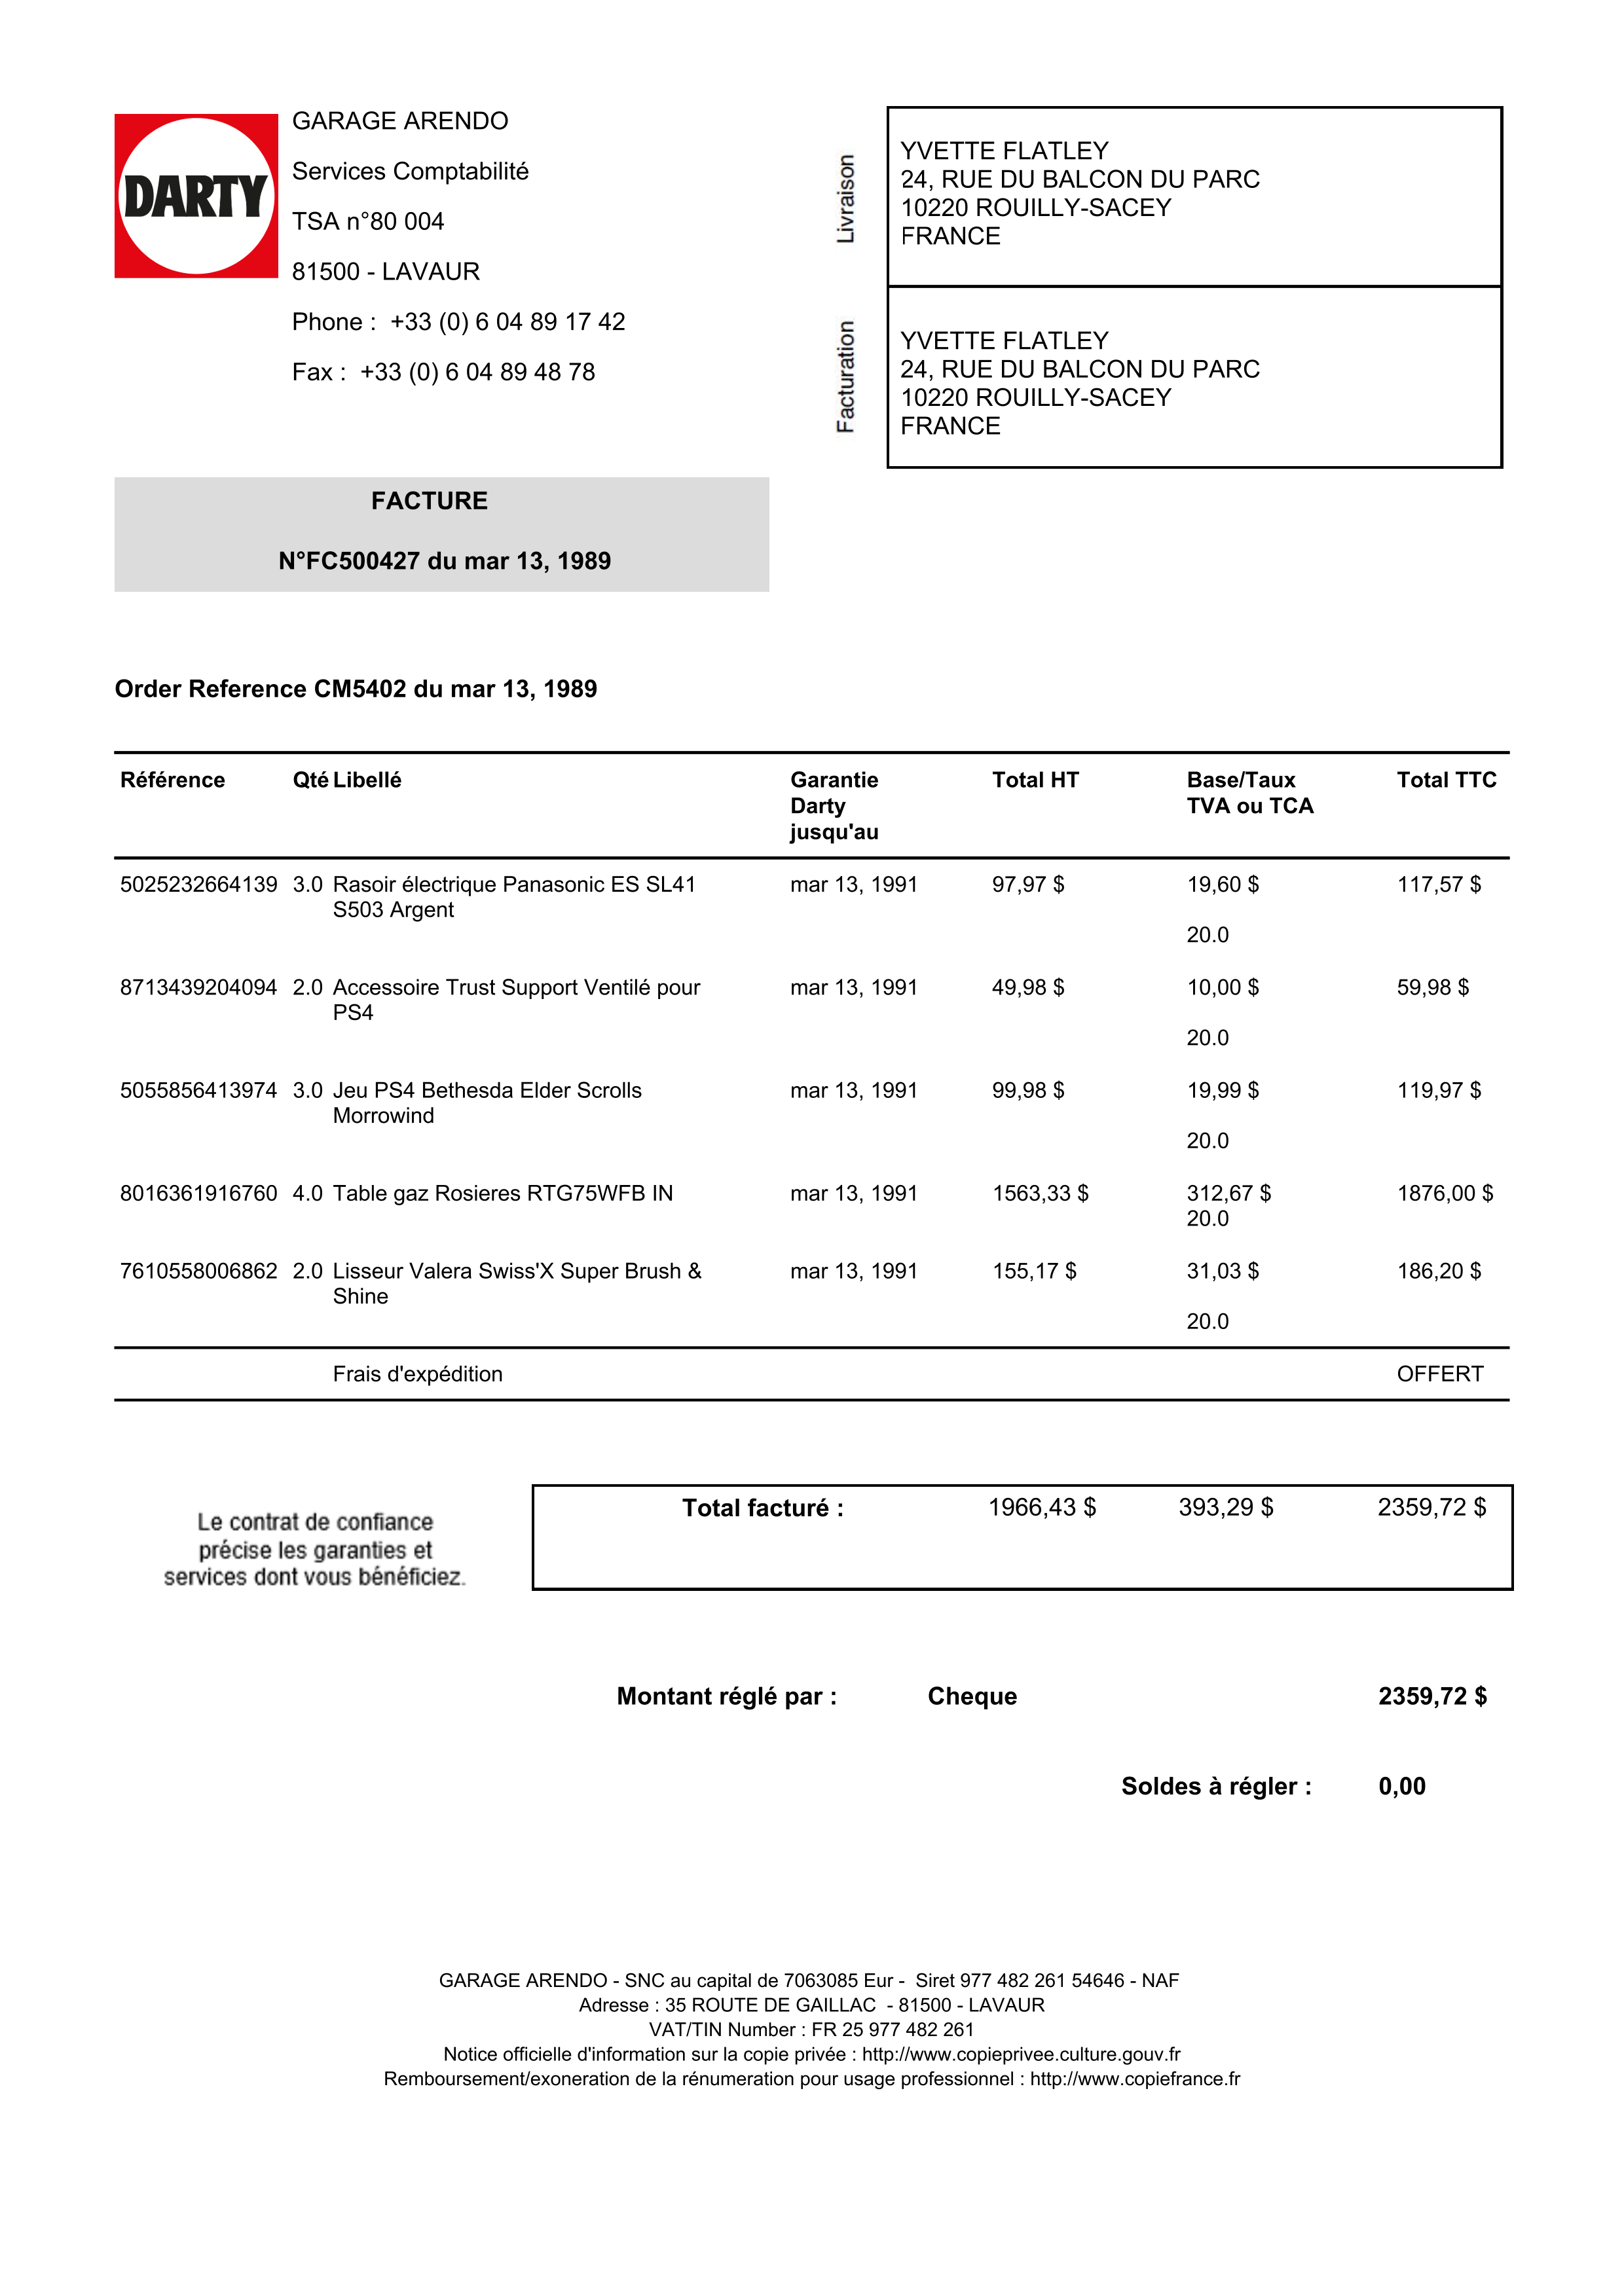 DARTY
GARAGE ARENDO
Services Comptabilité
TSA n°80 004
81500 - LAVAUR
Phone : +33 (0) 6 04 89 17 42
Fax : +33 (0) 6 04 89 48 78
Livraison
YVETTE FLATLEY
24, RUE DU BALCON DU PARC
10220 ROUILLY-SACEY
FRANCE
Facturation
YVETTE FLATLEY
24, RUE DU BALCON DU PARC
10220 ROUILLY-SACEY
FRANCE
FACTURE
N°FC500427 du mar 13, 1989
Order Reference CM5402 du mar 13, 1989
Référence Qté Libellé Garantie Total HT Base/Taux Total TTC
Darty TVA ou TCA
jusqu'au
5025232664139 3.0 Rasoir électrique Panasonic ES SL41 mar 13, 1991 97,97 $ 19,60 $ 117,57 $
S503 Argent
20.0
8713439204094 2.0 Accessoire Trust Support Ventilé pour mar 13, 1991 49,98 $ 10,00 $ 59,98 $
PS4
20.0
5055856413974 3.0 Jeu PS4 Bethesda Elder Scrolls mar 13, 1991 99,98 $ 19,99 $ 119,97 $
Morrowind
20.0
8016361916760 4.0 Table gaz Rosieres RTG75WFB IN mar 13, 1991 1563,33 $ 312,67 $ 1876,00 $
20.0
7610558006862 2.0 Lisseur Valera Swiss'X Super Brush & mar 13, 1991 155,17 $ 31,03 $ 186,20 $
Shine
20.0
Frais d'expédition OFFERT
Total facturé : 1966,43 $ 393,29 $ 2359,72 $
Le contrat de confiance
précise les garanties et
services dont vous bénéficiez.
Montant réglé par : Cheque 2359,72 $
Soldes à régler : 0,00
GARAGE ARENDO - SNC au capital de 7063085 Eur - Siret 977 482 261 54646 - NAF
Adresse : 35 ROUTE DE GAILLAC - 81500 - LAVAUR
VAT/TIN Number : FR 25 977 482 261
Notice officielle d'information sur la copie privée : http://www.copieprivee.culture.gouv.fr
Remboursement/exoneration de la rénumeration pour usage professionnel : http://www.copiefrance.fr